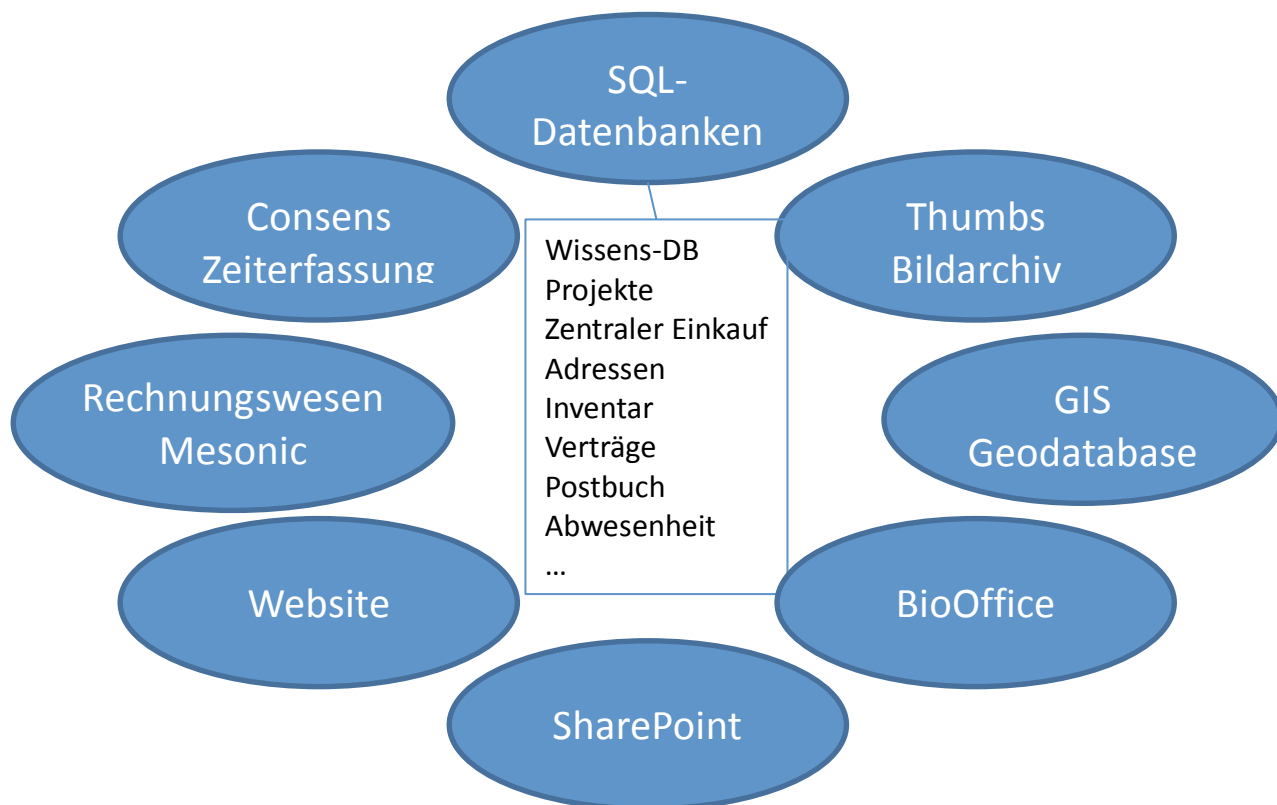 SQL-
Datenbanken
Consens
Zeiterfassung
Thumbs
Bildarchiv
Wissens-DB
Projekte
Zentraler Einkauf
Adressen
Inventar
Verträge
Postbuch
Abwesenheit
...
Rechnungswesen
Mesonic
GIS
Geodatabase
Website
BioOffice
SharePoint